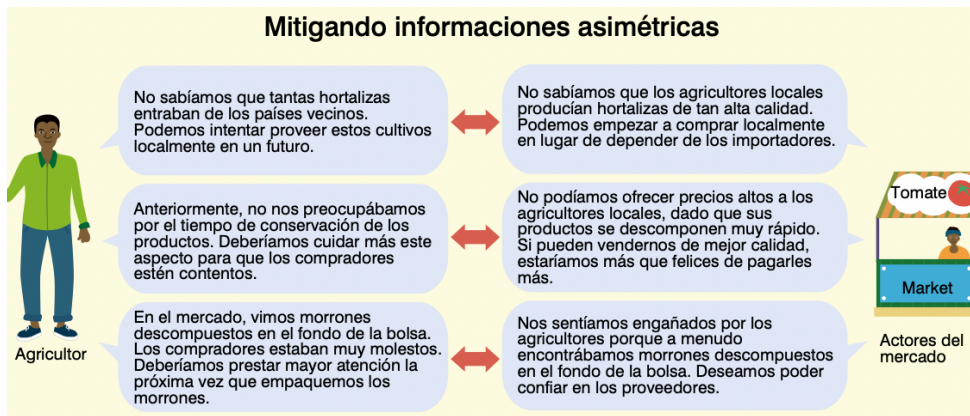 Mitigando informaciones asimétricas
No sabíamos que tantas hortalizas
entraban de los países vecinos.
Podemos intentar proveer estos cultivos
localmente en un futuro.
No sabíamos que los agricultores locales
producían hortalizas de tan alta calidad.
Podemos empezar a comprar localmente
en lugar de depender de los importadores.
Anteriormente, no nos preocupábamos
por el tiempo de conservación de los
productos. Deberíamos cuidar más este
aspecto para que los compradores
estén contentos.
No podíamos ofrecer precios altos a los
agricultores locales, dado que sus
productos se descomponen muy rápido.
Si pueden vendernos de mejor calidad,
estaríamos más que felices de pagarles
más.
En el mercado, vimos morrones
descompuestos en el fondo de la bolsa.
Los compradores estaban muy molestos.
Deberíamos prestar mayor atención la
próxima vez que empaquemos los
morrones.
Nos sentíamos engañados por los
agricultores porque a menudo
encontrábamos morrones descompuestos
en el fondo de la bolsa. Deseamos poder
confiar en los proveedores.
Agricultor
Tomate
Market
Actores del
mercado